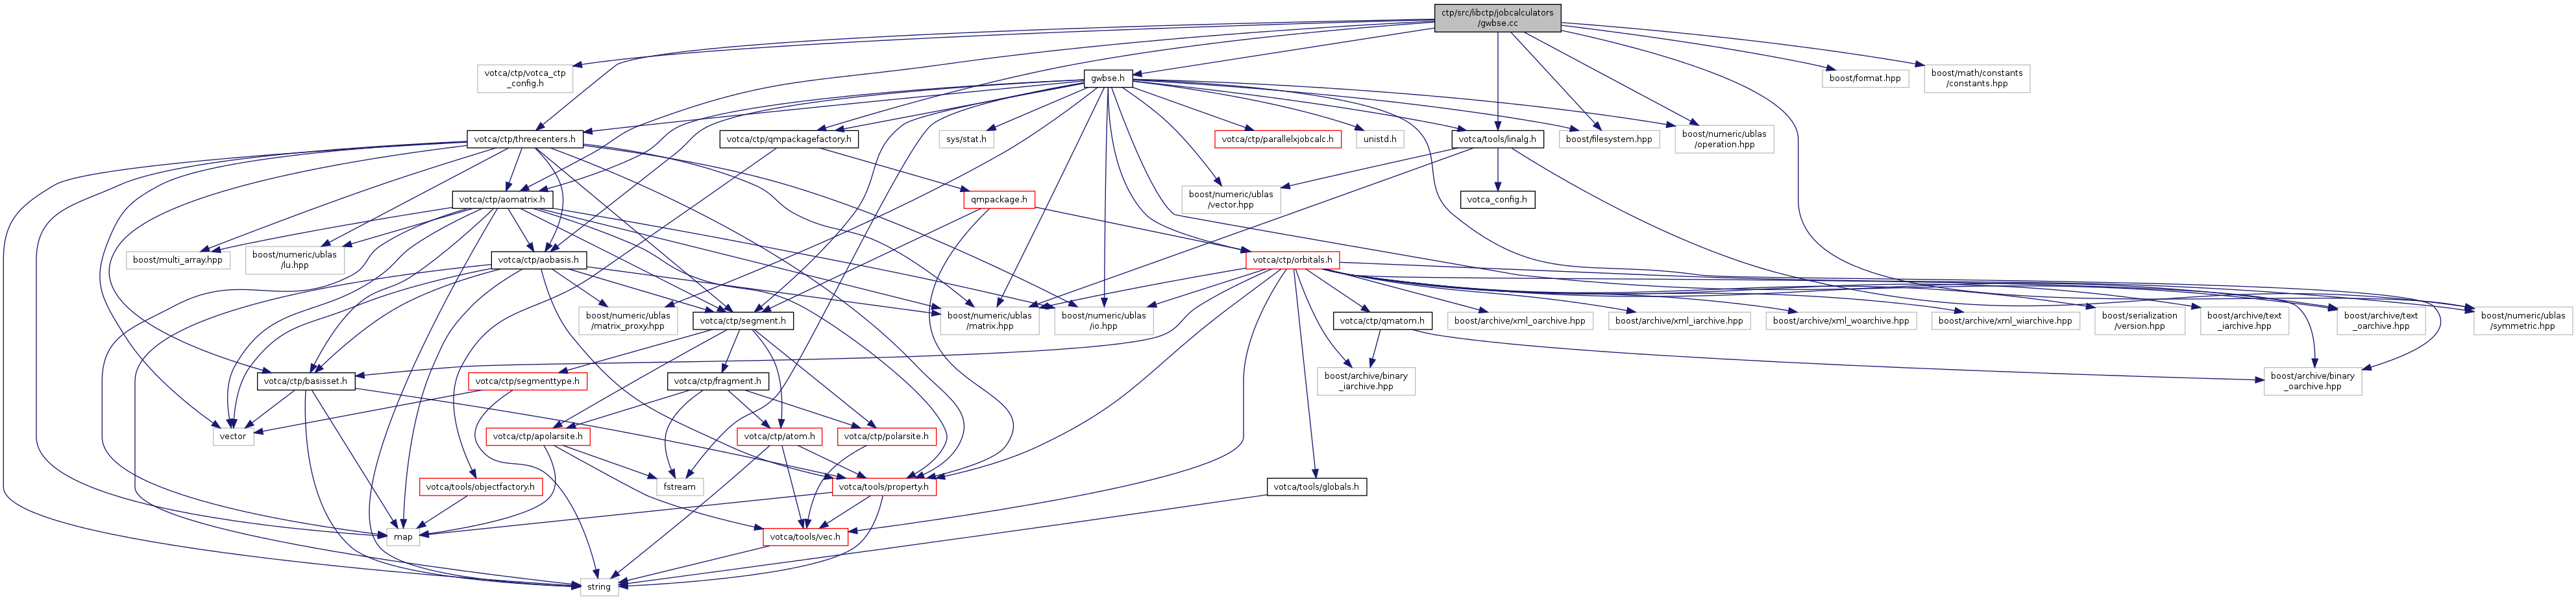 ctp/src/libctp/jobcalculators
/gwbse.cc
votca/ctp/votca_ctp
_config.h
gwbse.h
boost/format.hpp
boost/math/constants
/constants.hpp
votca/ctp/threecenters.h
votca/ctp/qmpackagefactory.h
sys/stat.h
votca/ctp/parallelxjobcalc.h
unistd.h
votca/tools/linalg.h
boost/filesystem.hpp
boost/numeric/ublas
/operation.hpp
votca/ctp/aomatrix.h
qmpackage.h
boost/numeric/ublas
/vector.hpp
votca_config.h
boost/multi_array.hpp
boost/numeric/ublas
/lu.hpp
votca/ctp/aobasis.h
votca/ctp/orbitals.h
boost/numeric/ublas
/matrix_proxy.hpp
votca/ctp/segment.h
boost/numeric/ublas
/matrix.hpp
boost/numeric/ublas
/io.hpp
votca/ctp/qmatom.h
boost/archive/xml_oarchive.hpp
boost/archive/xml_iarchive.hpp
boost/archive/xml_woarchive.hpp
boost/archive/xml_wiarchive.hpp
boost/serialization
/version.hpp
boost/archive/text
_iarchive.hpp
boost/archive/text
_oarchive.hpp
boost/numeric/ublas
/symmetric.hpp
votca/ctp/basisset.h
votca/ctp/segmenttype.h
votca/ctp/fragment.h
boost/archive/binary
_iarchive.hpp
boost/archive/binary
_oarchive.hpp
vector
votca/ctp/apolarsite.h
votca/ctp/atom.h
votca/ctp/polarsite.h
votca/tools/objectfactory.h
fstream
votca/tools/property.h
votca/tools/globals.h
map
votca/tools/vec.h
string